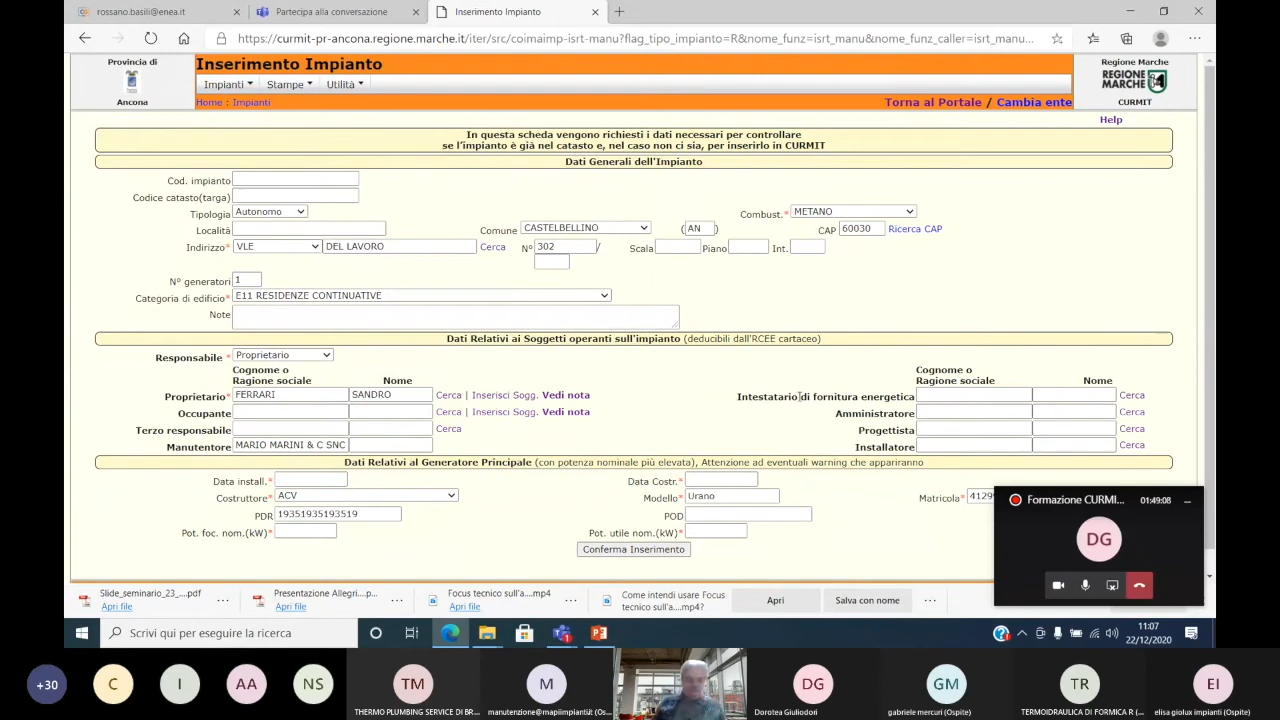 rossano.basili@enea.it
Partecipa alla conversazione
Inserimento Impianto
https://curmit-pr-ancona.regione.marche.it/iter/src/coimaimp-isrt-manu?flag_tipo_impianto=R&nome_funz=isrt_manu&nome_funz_caller=isrt_manu...
Provincia di
Ancona
Inserimento Impianto
Impianti Stampe Utilità
Home : Impianti
Torna al Portale / Cambia ente
Regione Marche
REGIONE MARCHE
CURMIT
Help
In questa scheda vengono richiesti i dati necessari per controllare
se l'impianto è già nel catasto e, nel caso non ci sia, per inserirlo in CURMIT
Dati Generali dell'Impianto
Cod. impianto
Codice catasto(targa)
Tipologia Autonomo Combust.* METANO
Località Comune CASTELBELLINO (AN) CAP 60030 Ricerca CAP
Indirizzo* VLE DEL LAVORO Cerca N° 302 / Scala Piano Int.
N° generatori 1
Categoria di edificio* E11 RESIDENZE CONTINUATIVE
Note
Dati Relativi ai Soggetti operanti sull'impianto (deducibili dall'RCEE cartaceo)
Responsabile * Proprietario
Cognome o
Ragione sociale Nome
Cognome o
Ragione sociale Nome
Proprietario* FERRARI SANDRO Cerca | Inserisci Sogg. Vedi nota Intestatario di fornitura energetica Cerca
Occupante Cerca | Inserisci Sogg. Vedi nota Amministratore Cerca
Terzo responsabile Cerca Progettista Cerca
Manutentore MARIO MARINI & C SNC Installatore Cerca
Dati Relativi al Generatore Principale (con potenza nominale più elevata), Attenzione ad eventuali warning che appariranno
Data install.* Data Costr.*
Costruttore* ACV Modello* Urano Matricola* 4129
PDR 19351935193519 POD
Pot. foc. nom.(kW)* Pot. utile nom.(kW)*
Conferma Inserimento
Formazione CURMI... 01:49:08
DG
Slide_seminario_23_....pdf
Apri file
Presentazione Allegri....p...
Apri file
Focus tecnico sull'a....mp4
Apri file
Come intendi usare Focus
tecnico sull'a....mp4?
Apri
Salva con nome
Scrivi qui per eseguire la ricerca
11:07
22/12/2020
+30
C
I
AA
NS
TM
THERMO PLUMBING SERVICE DI BR...
M
manutenzione@mapiimpianti.it (Os...
DG
Dorotea Giuliodori
GM
gabriele mercuri (Ospite)
TR
TERMOIDRAULICA DI FORMICA R (...
EI
elisa giolux impianti (Ospite)